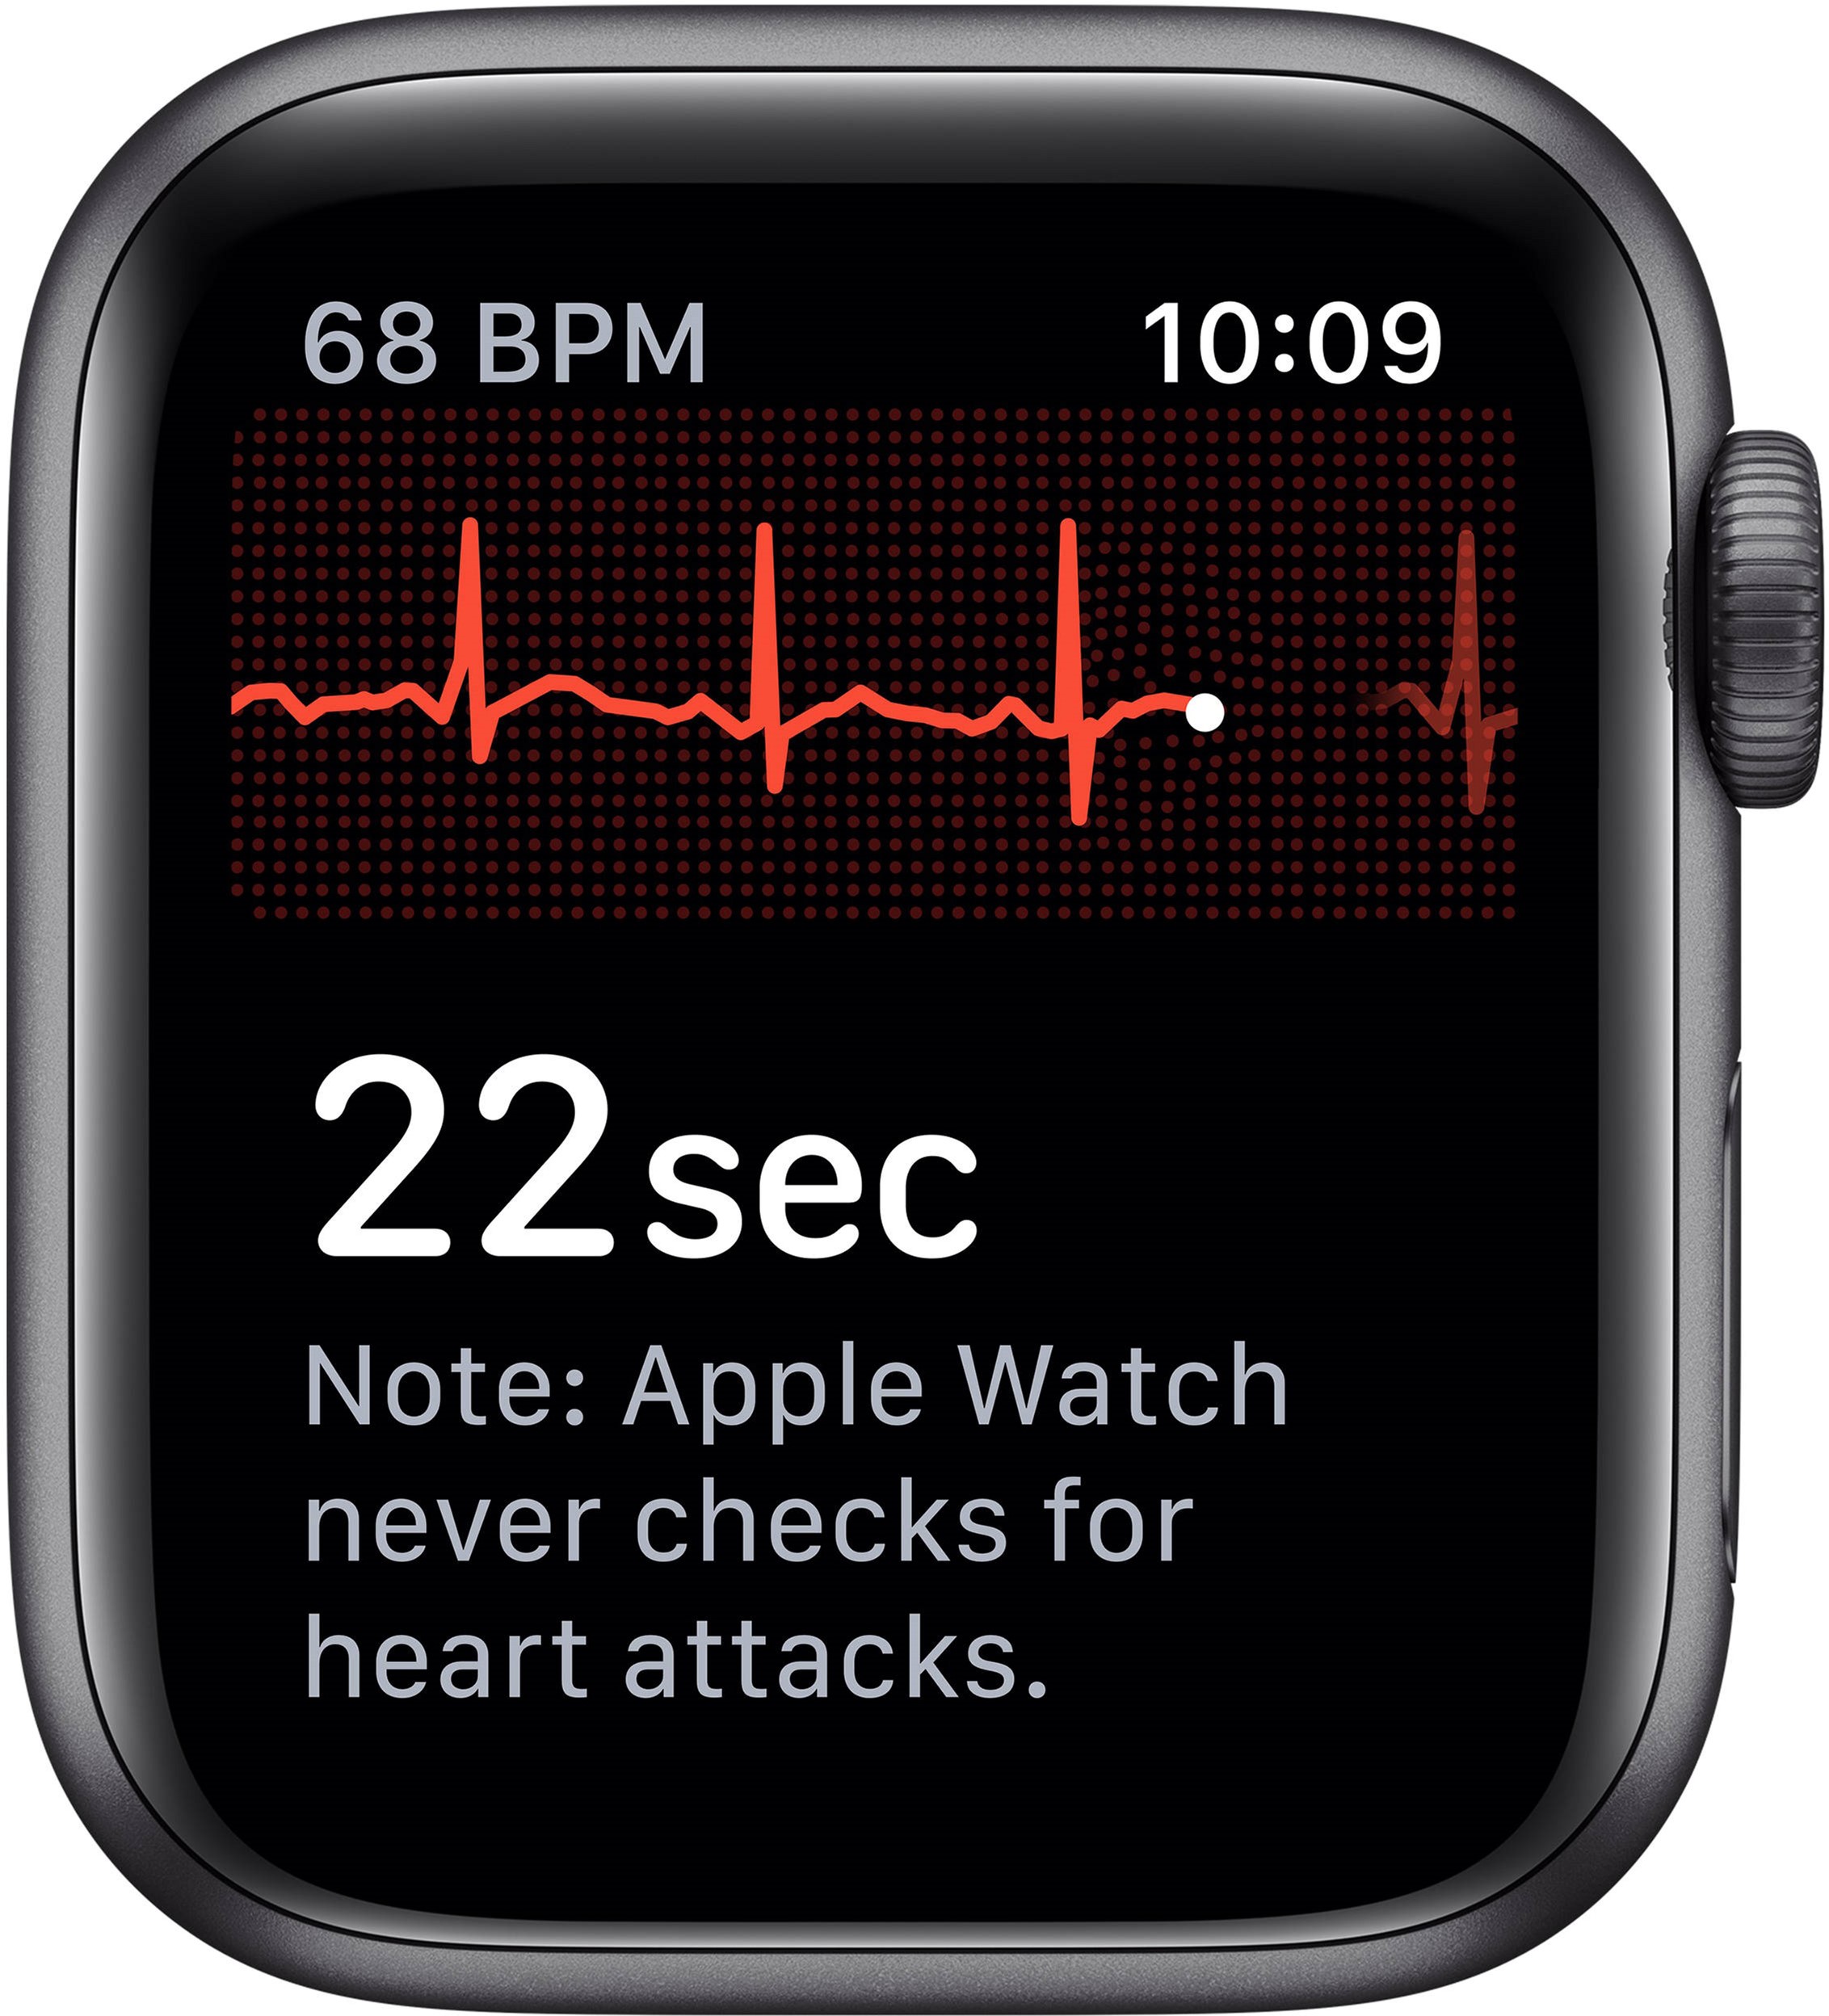 68 BPM 10:09
22sec
Note: Apple Watch
never checks for
heart attacks.